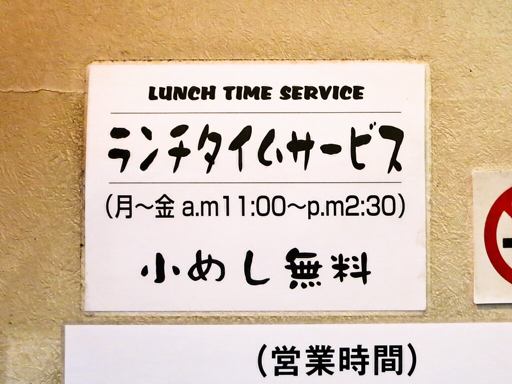 LUNCH TIME SERVICE
ランチタイムサービス
(月～金 a.m11:00～p.m2:30)
小めし無料
(営業時間)